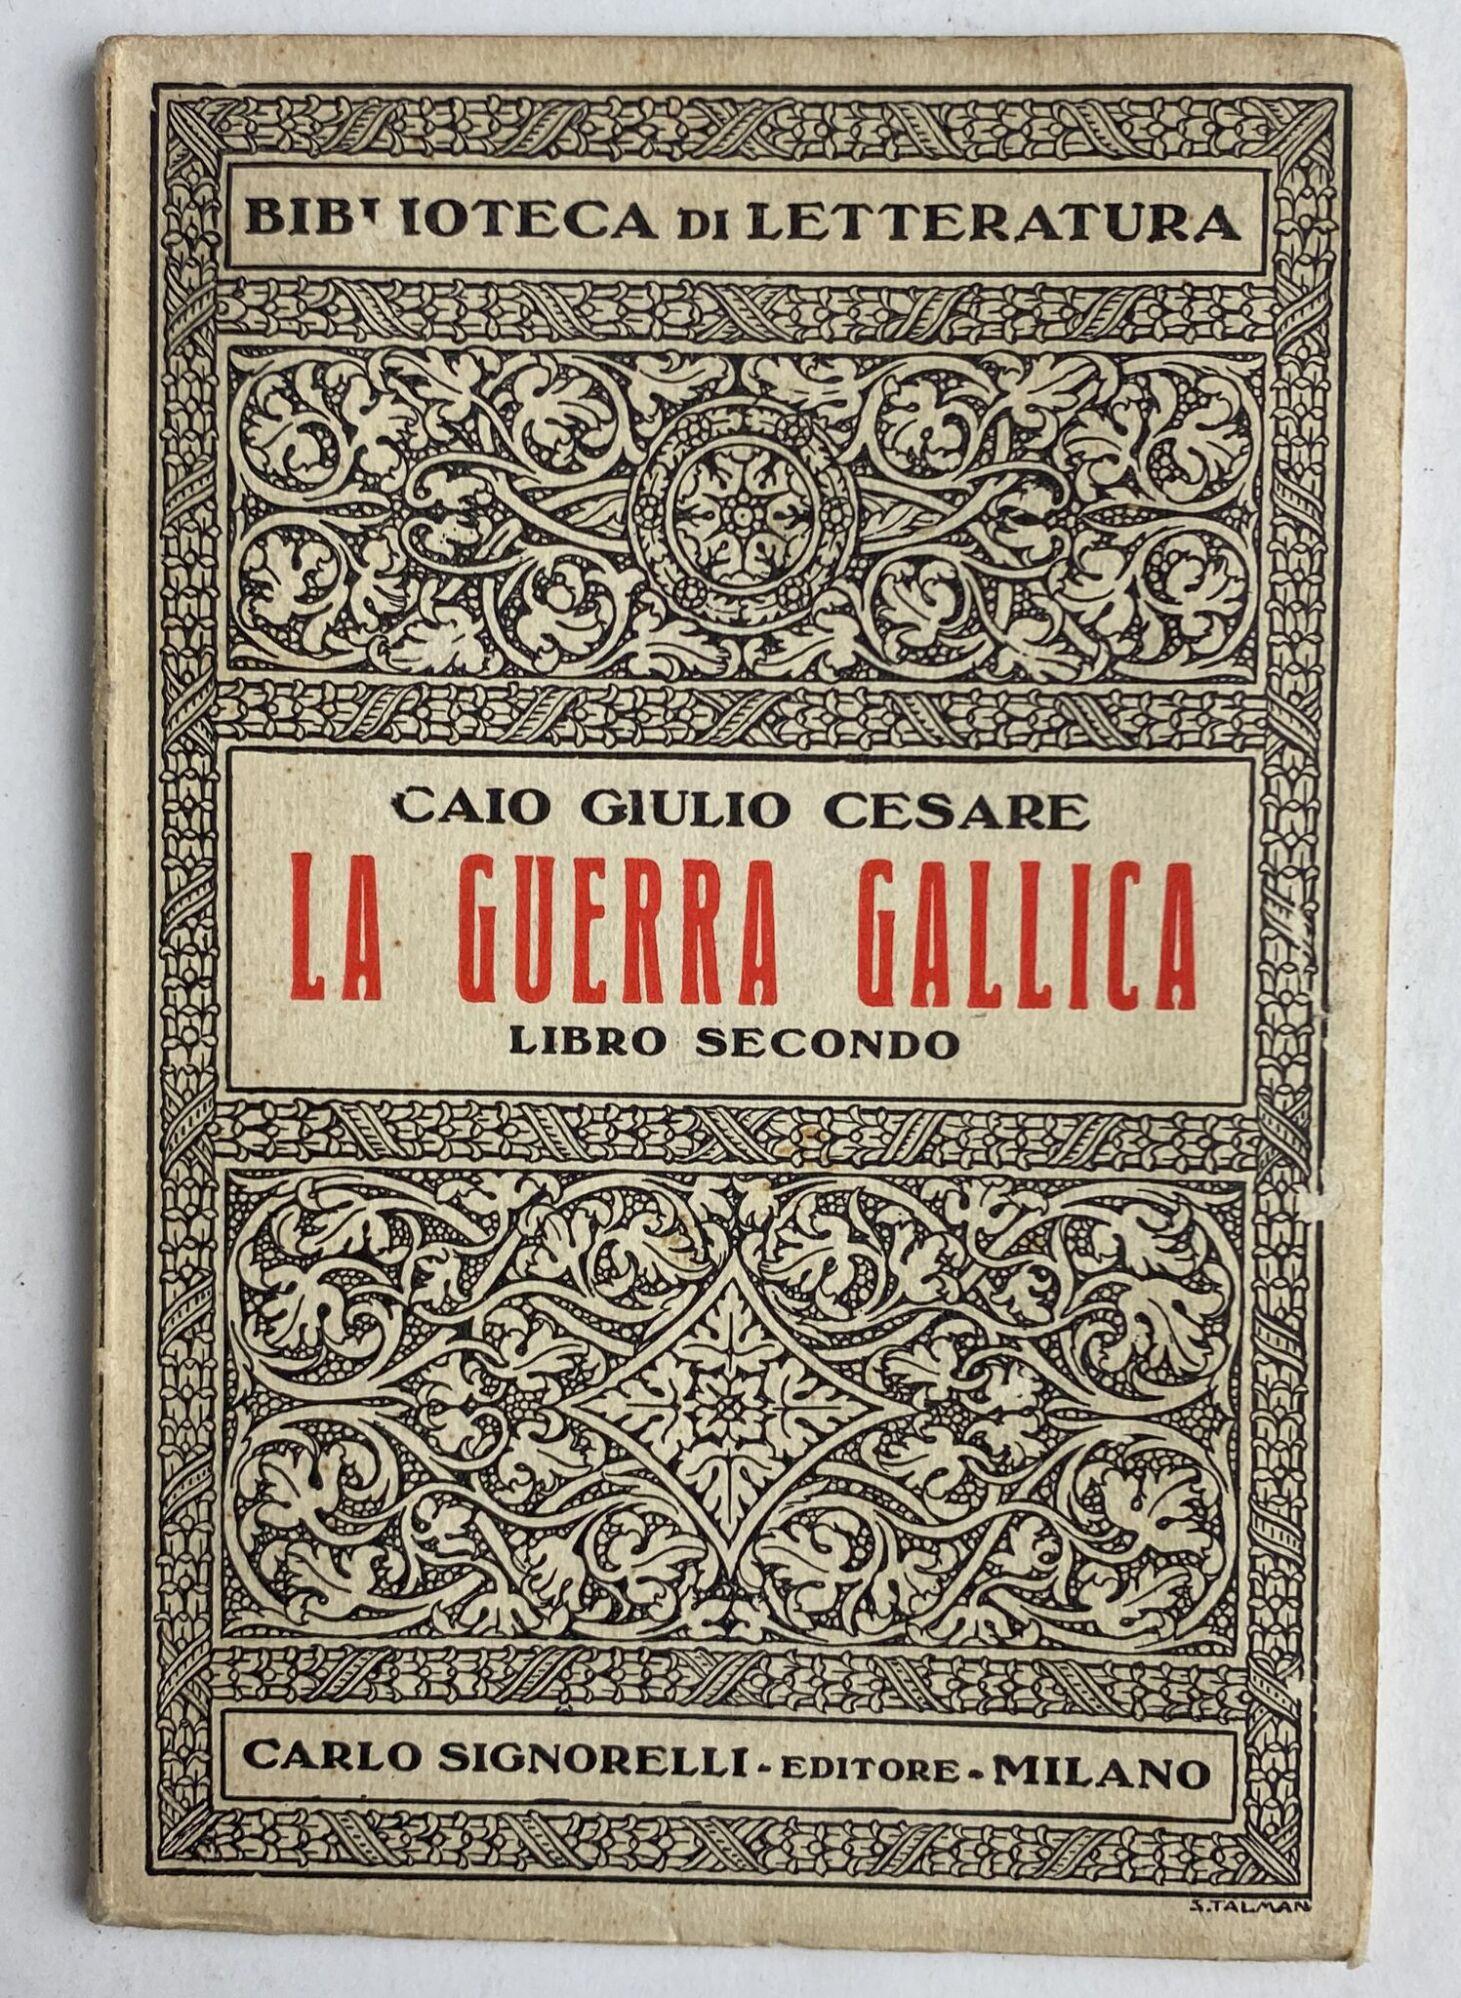 BIBLIOTECA DI LETTERATURA
CAIO GIULIO CESARE
LA GUERRA GALLICA
LIBRO SECONDO
CARLO SIGNORELLI - EDITORE - MILANO
S. TALMAN